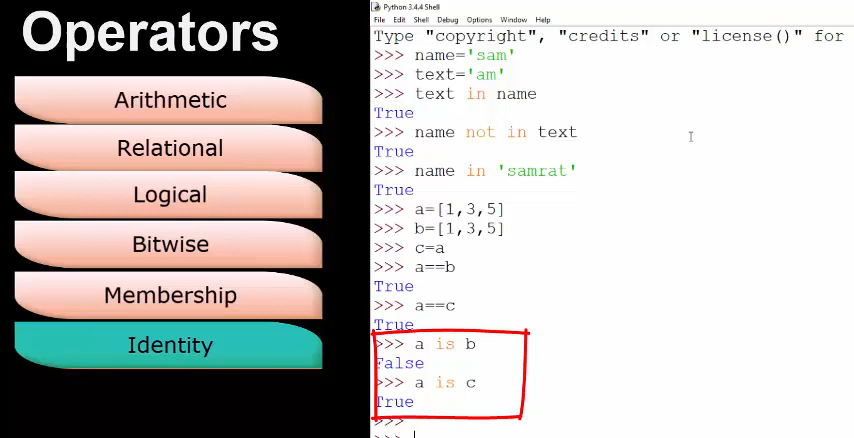 Operators
Arithmetic
Relational
Logical
Bitwise
Membership
Identity
Python 3.4.4 Shell
File Edit Shell Debug Options Window Help
Type "copyright", "credits" or "license()" for
>>> name='sam'
>>> text='am'
>>> text in name
True
>>> name not in text
True
>>> name in 'samrat'
True
>>> a=[1,3,5]
>>> b=[1,3,5]
>>> c=a
>>> a==b
True
>>> a==c
True
>>> a is b
False
>>> a is c
True
>>>
>>>